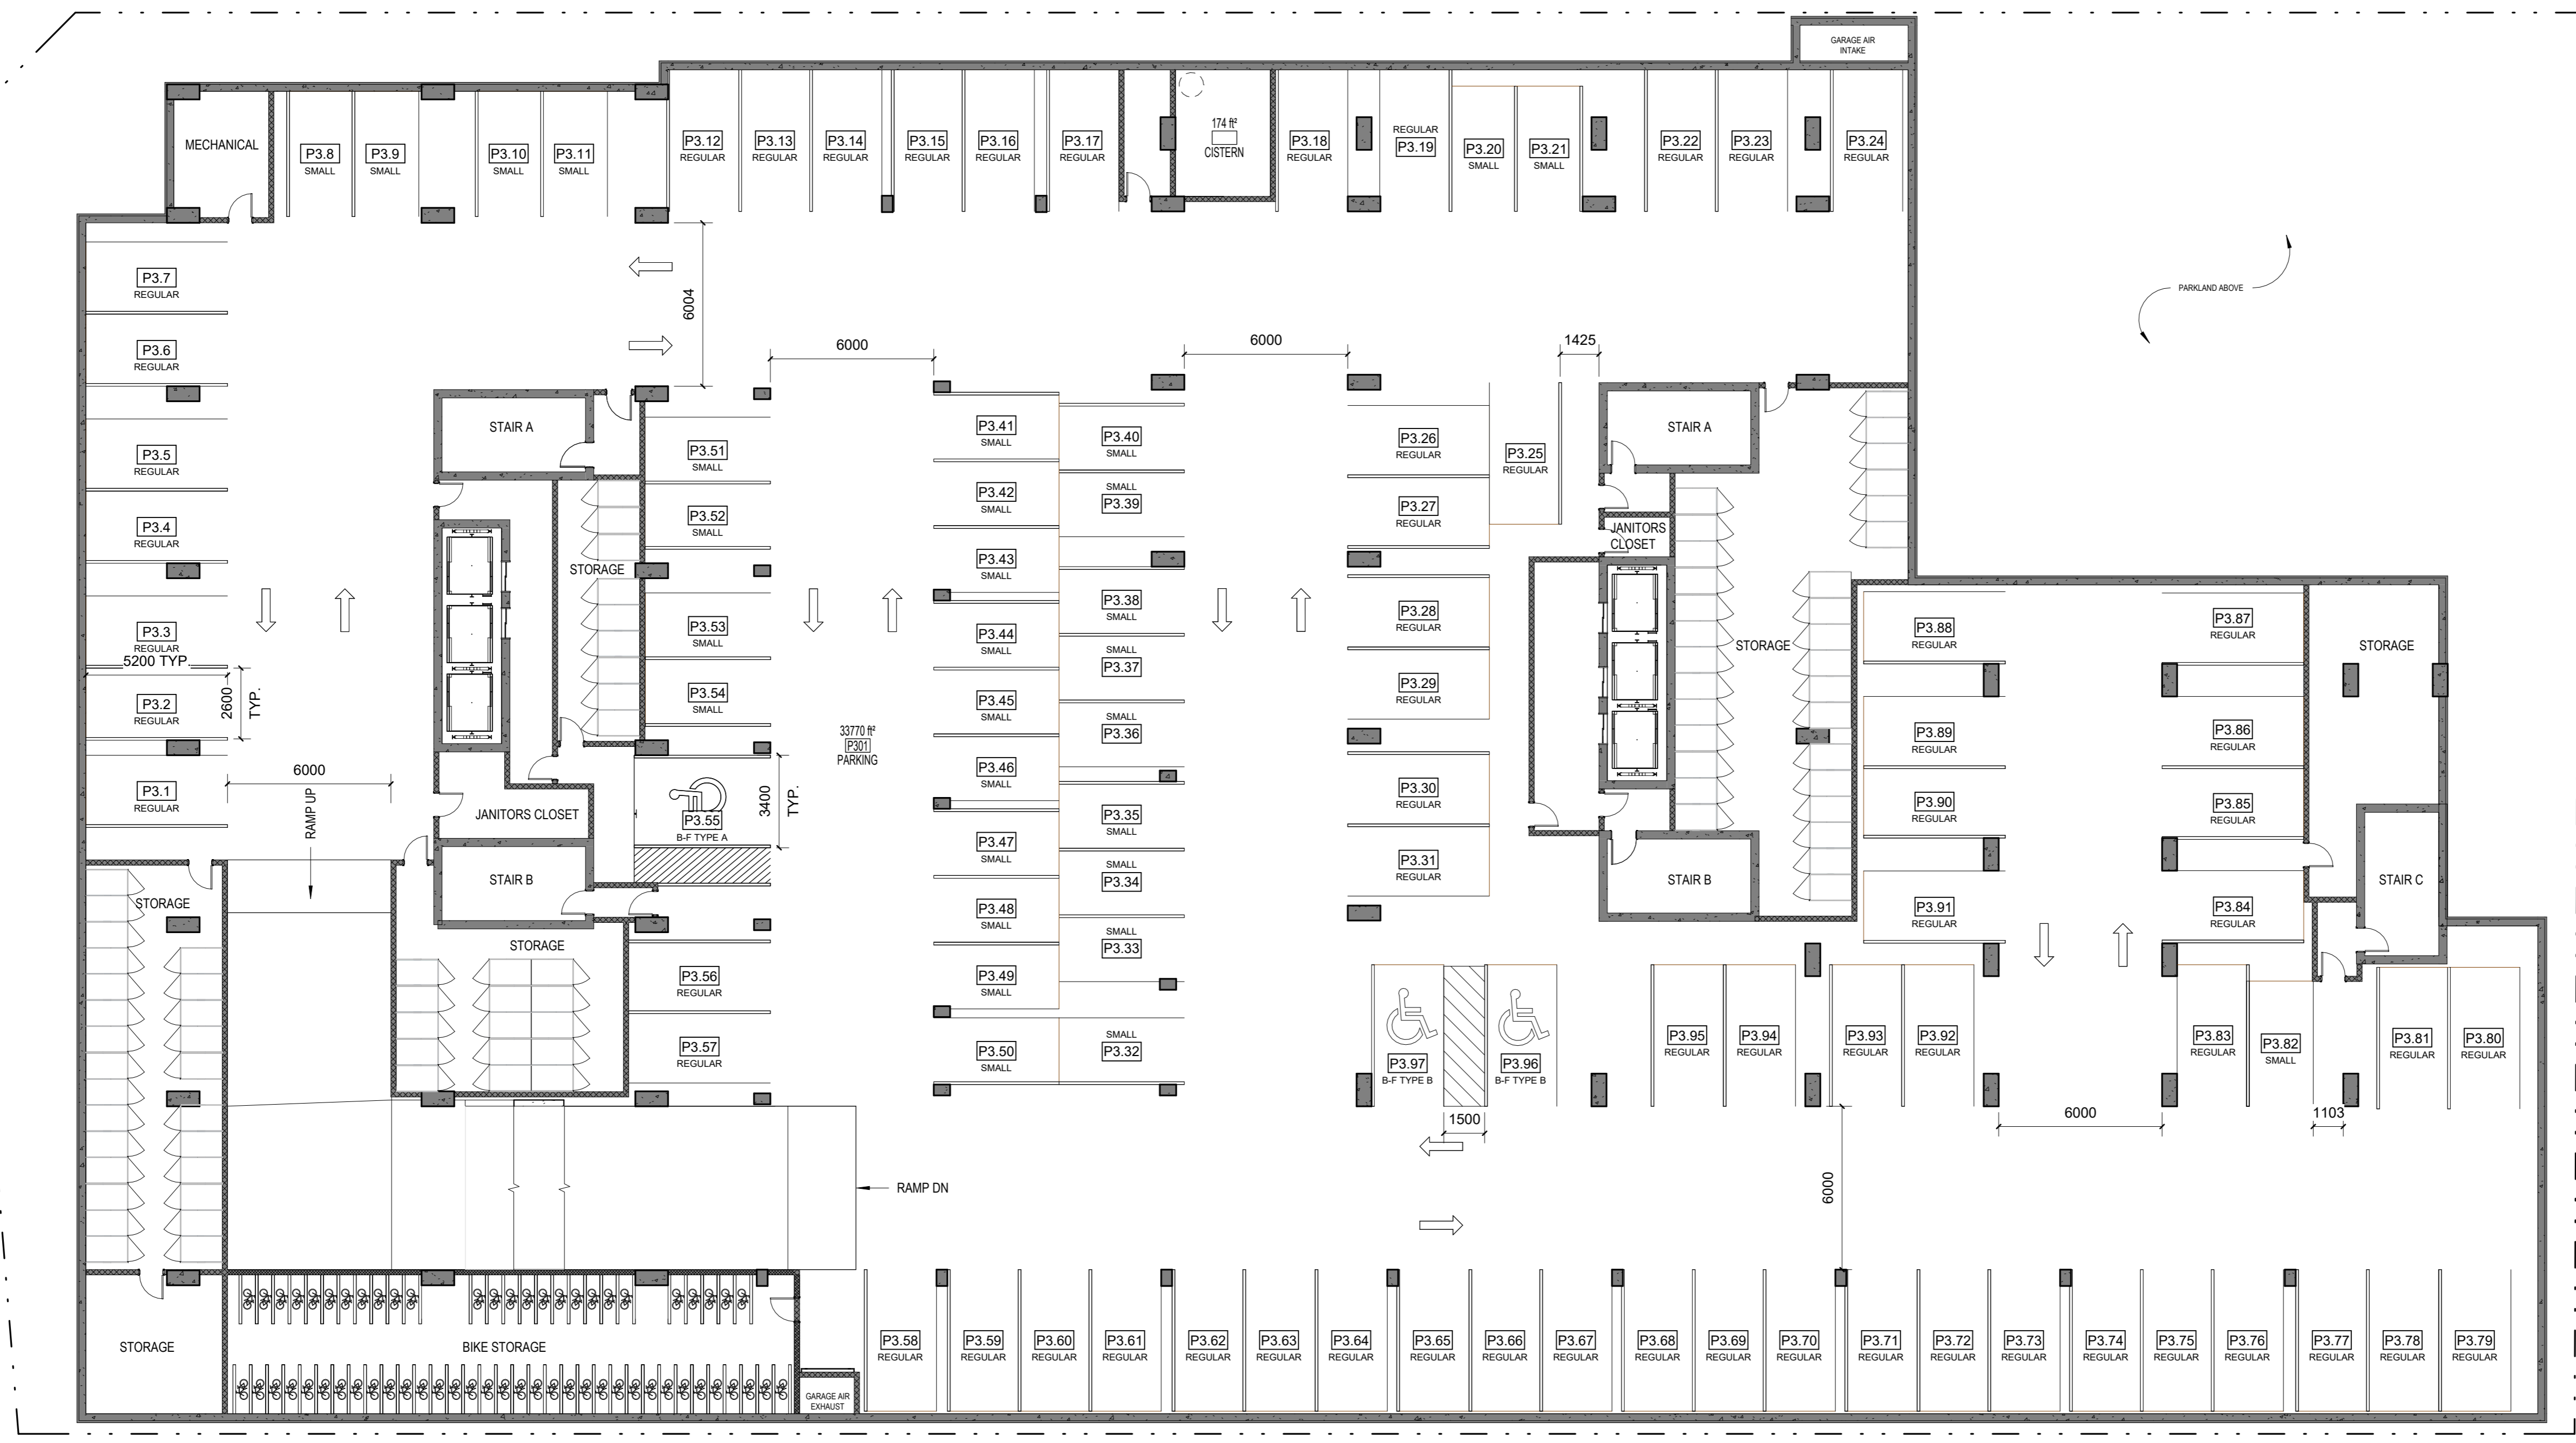 GARAGE AIR
INTAKE
MECHANICAL
P3.8
SMALL
P3.9
SMALL
P3.10
SMALL
P3.11
SMALL
P3.12
REGULAR
P3.13
REGULAR
P3.14
REGULAR
P3.15
REGULAR
P3.16
REGULAR
P3.17
REGULAR
174 ft²
CISTERN
P3.18
REGULAR
REGULAR
P3.19
P3.20
SMALL
P3.21
SMALL
P3.22
REGULAR
P3.23
REGULAR
P3.24
REGULAR
P3.7
REGULAR
P3.6
REGULAR
P3.5
REGULAR
P3.4
REGULAR
P3.3
REGULAR
5200 TYP.
P3.2
REGULAR
2600
TYP.
P3.1
REGULAR
6000
RAMP UP
6004
6000
6000
1425
PARKLAND ABOVE
STAIR A
STORAGE
JANITORS CLOSET
STAIR B
STORAGE
STORAGE
P3.51
SMALL
P3.52
SMALL
P3.53
SMALL
P3.54
SMALL
P3.55
B-F TYPE A
3400
TYP.
P3.56
REGULAR
P3.57
REGULAR
33770 ft²
P301
PARKING
P3.41
SMALL
P3.42
SMALL
P3.43
SMALL
P3.44
SMALL
P3.45
SMALL
P3.46
SMALL
P3.47
SMALL
P3.48
SMALL
P3.49
SMALL
P3.50
SMALL
P3.40
SMALL
SMALL
P3.39
P3.38
SMALL
SMALL
P3.37
SMALL
P3.36
P3.35
SMALL
SMALL
P3.34
SMALL
P3.33
SMALL
P3.32
P3.26
REGULAR
P3.27
REGULAR
P3.28
REGULAR
P3.29
REGULAR
P3.30
REGULAR
P3.31
REGULAR
P3.25
REGULAR
STAIR A
JANITORS
CLOSET
STORAGE
STAIR B
P3.88
REGULAR
P3.89
REGULAR
P3.90
REGULAR
P3.91
REGULAR
P3.87
REGULAR
P3.86
REGULAR
P3.85
REGULAR
P3.84
REGULAR
STORAGE
STAIR C
P3.97
B-F TYPE B
P3.96
B-F TYPE B
1500
P3.95
REGULAR
P3.94
REGULAR
P3.93
REGULAR
P3.92
REGULAR
P3.83
REGULAR
P3.82
SMALL
P3.81
REGULAR
P3.80
REGULAR
6000
1103
6000
RAMP DN
STORAGE
BIKE STORAGE
GARAGE AIR
EXHAUST
P3.58
REGULAR
P3.59
REGULAR
P3.60
REGULAR
P3.61
REGULAR
P3.62
REGULAR
P3.63
REGULAR
P3.64
REGULAR
P3.65
REGULAR
P3.66
REGULAR
P3.67
REGULAR
P3.68
REGULAR
P3.69
REGULAR
P3.70
REGULAR
P3.71
REGULAR
P3.72
REGULAR
P3.73
REGULAR
P3.74
REGULAR
P3.75
REGULAR
P3.76
REGULAR
P3.77
REGULAR
P3.78
REGULAR
P3.79
REGULAR